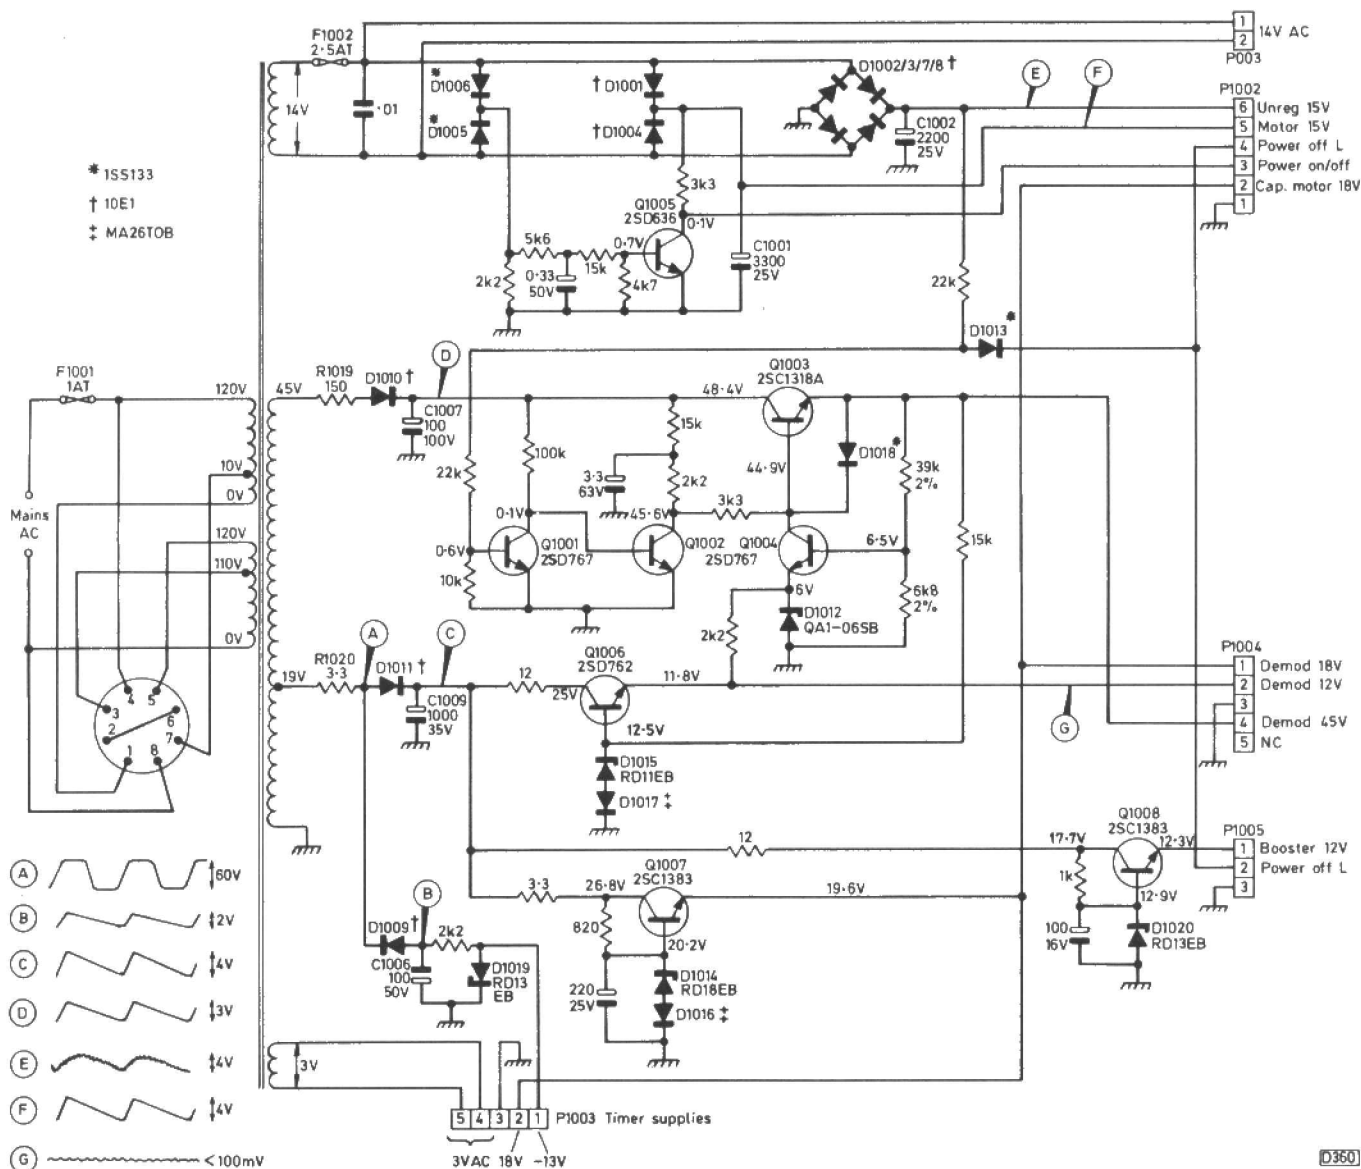 F1002
2·5AT
14V
·01
* D1006
* D1005
† D1001
† D1004
D1002/3/7/8 †
C1002
2200
25V
E
F
1
2
14V AC
P003
P1002
6 Unreg 15V
5 Motor 15V
4 Power off L
3 Power on/off
2 Cap. motor 18V
1
* 1SS133
† 10E1
‡ MA26TOB
3k3
Q1005
2SD636
0·1V
0·7V
5k6
2k2
0·33
50V
15k
4k7
C1001
3300
25V
22k
D1013 *
F1001
1AT
120V
10V
0V
Mains
AC
120V
110V
0V
45V
R1019
150
D1010 †
D
C1007
100
100V
22k
100k
15k
3·3
63V
2k2
48·4V
Q1003
2SC1318A
44·9V
D1018 *
39k
2%
15k
0·1V
45·6V
3k3
0·6V
Q1001
2SD767
Q1002
Q1004
2SD767
6·5V
10k
6V
D1012
QA1-06SB
6k8
2%
2k2
19V
R1020
3·3
A
D1011 †
C
C1009
1000
35V
12
25V
Q1006
2SD762
11·8V
12·5V
D1015
RD11EB
D1017 ‡
G
P1004
1 Demod 18V
2 Demod 12V
3
4 Demod 45V
5 NC
4 5
3 6
2 7
1 8
12
17·7V
Q1008
2SC1383
12·3V
1k
12·9V
100
16V
D1020
RD13EB
P1005
1 Booster 12V
2 Power off L
3
3·3
26·8V
Q1007
2SC1383
19·6V
820
20·2V
220
25V
D1014
RD18EB
D1016 ‡
D1009 †
B
2k2
C1006
100
50V
D1019
RD13
EB
3V
5 4 3 2 1 P1003 Timer supplies
3VAC 18V -13V
A 60V
B 2V
C 4V
D 3V
E 4V
F 4V
G < 100mV
D360